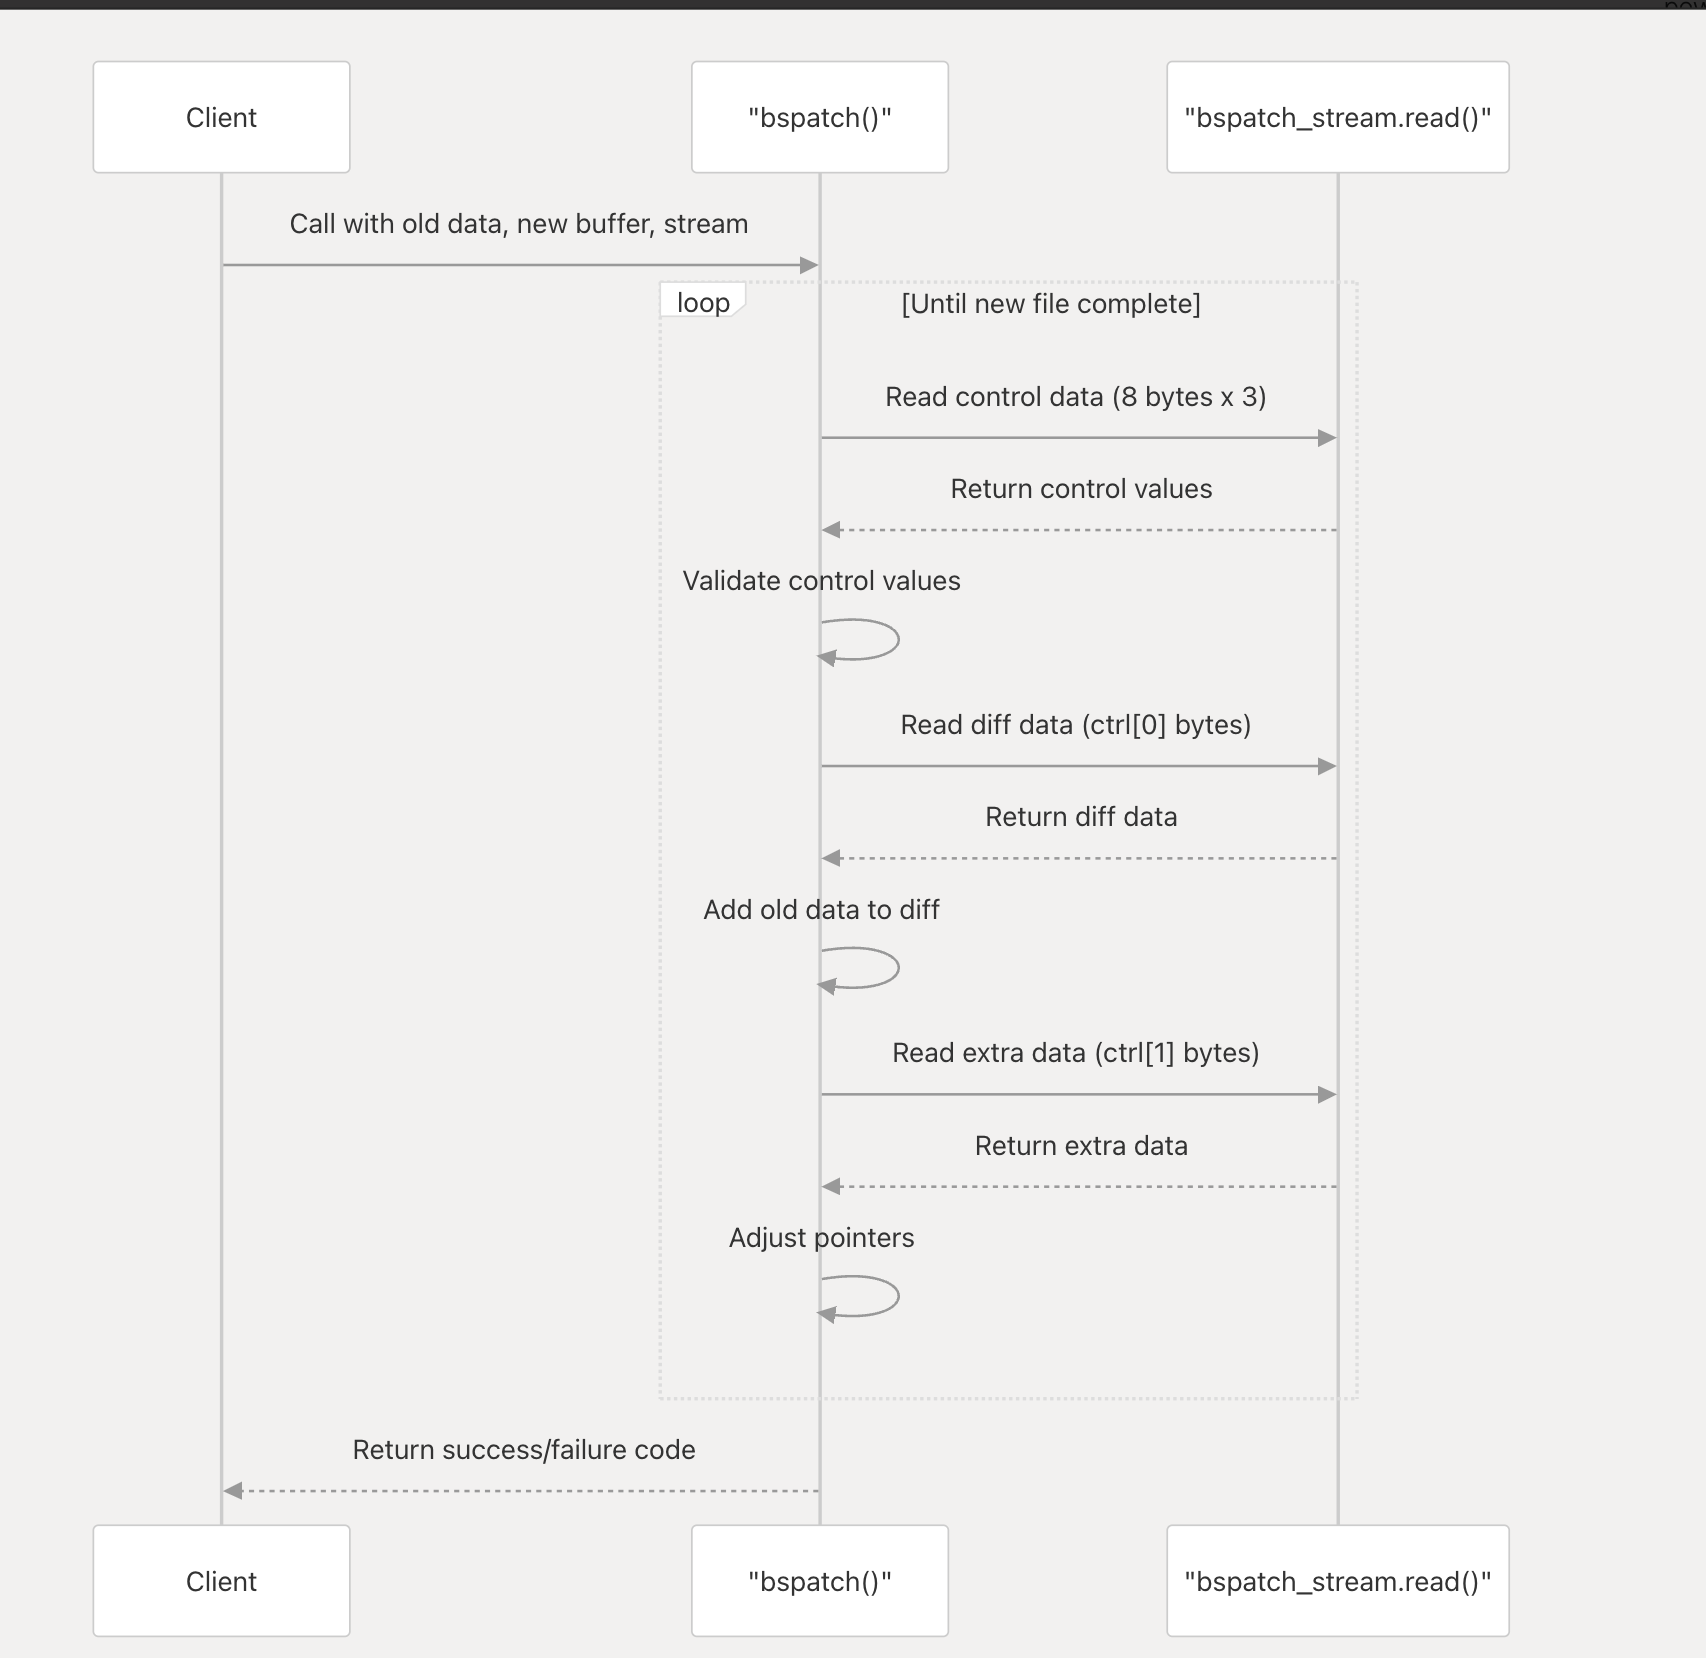 Client
"bspatch()"
"bspatch_stream.read()"
Call with old data, new buffer, stream
loop
[Until new file complete]
Read control data (8 bytes x 3)
Return control values
Validate control values
Read diff data (ctrl[0] bytes)
Return diff data
Add old data to diff
Read extra data (ctrl[1] bytes)
Return extra data
Adjust pointers
Return success/failure code
Client
"bspatch()"
"bspatch_stream.read()"